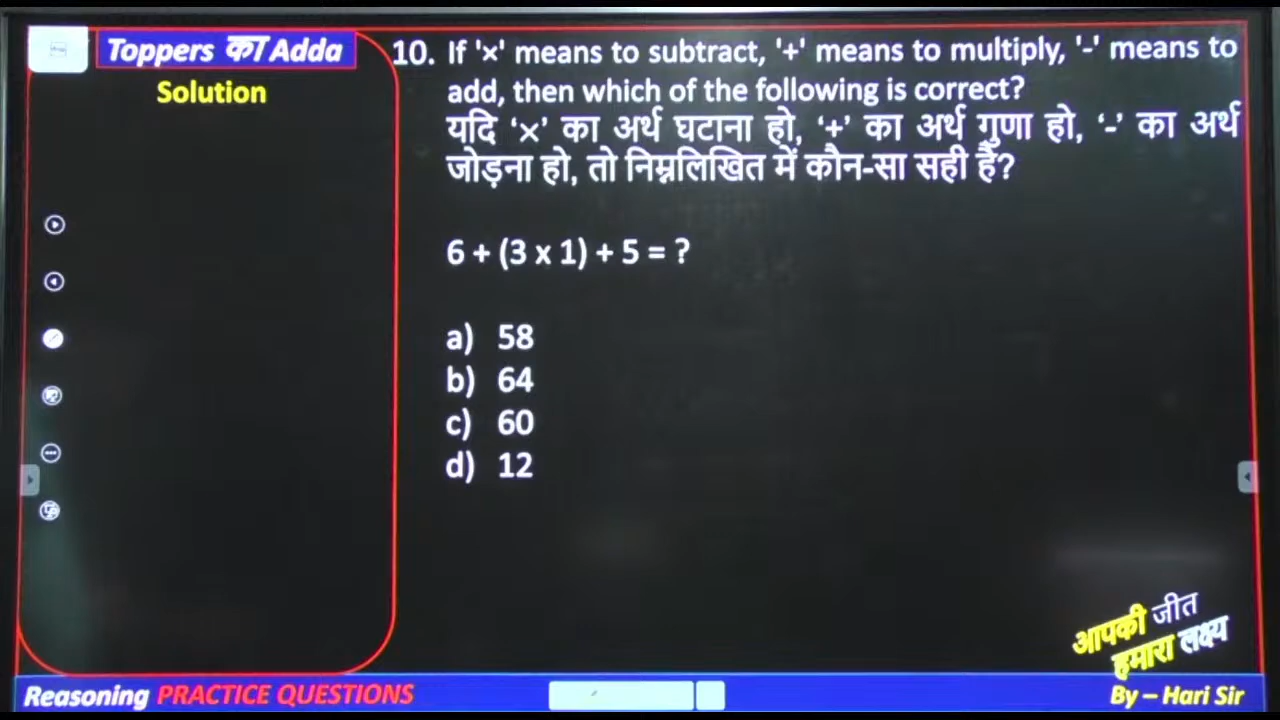 Toppers का Adda
Solution
10. If '×' means to subtract, '+' means to multiply, '-' means to
add, then which of the following is correct?
यदि ‘×’ का अर्थ घटाना हो, ‘+’ का अर्थ गुणा हो, ‘-’ का अर्थ
जोड़ना हो, तो निम्नलिखित में कौन-सा सही है?
6 + (3 x 1) + 5 = ?
a) 58
b) 64
c) 60
d) 12
आपकी जीत
हमारा लक्ष्य
Reasoning PRACTICE QUESTIONS
By – Hari Sir